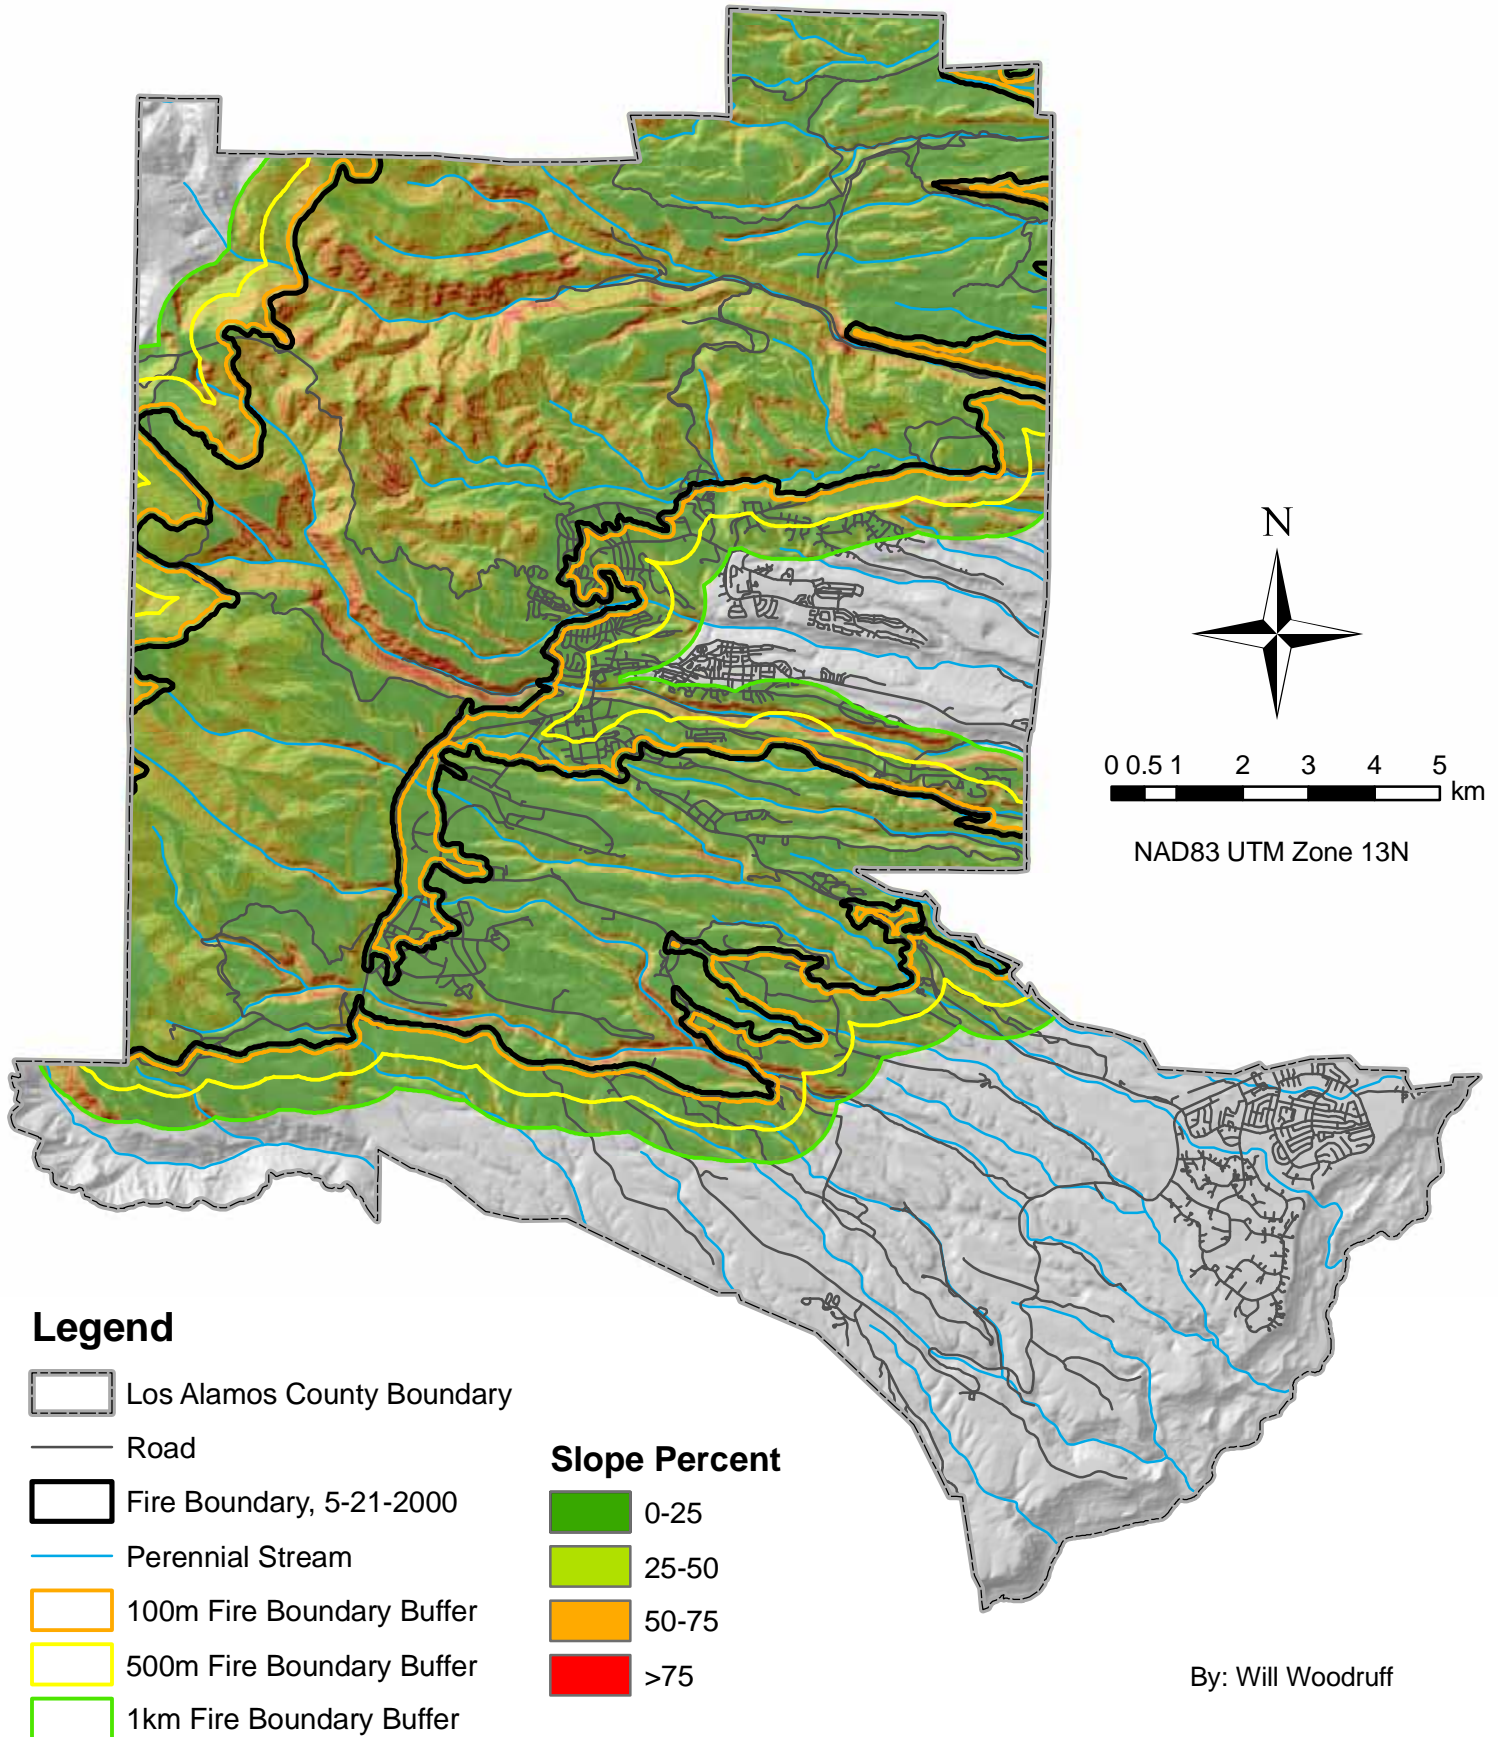 N
0 0.5 1 2 3 4 5
km
NAD83 UTM Zone 13N
Legend
Los Alamos County Boundary
Road
Fire Boundary, 5-21-2000
Perennial Stream
100m Fire Boundary Buffer
500m Fire Boundary Buffer
1km Fire Boundary Buffer
Slope Percent
0-25
25-50
50-75
>75
By: Will Woodruff